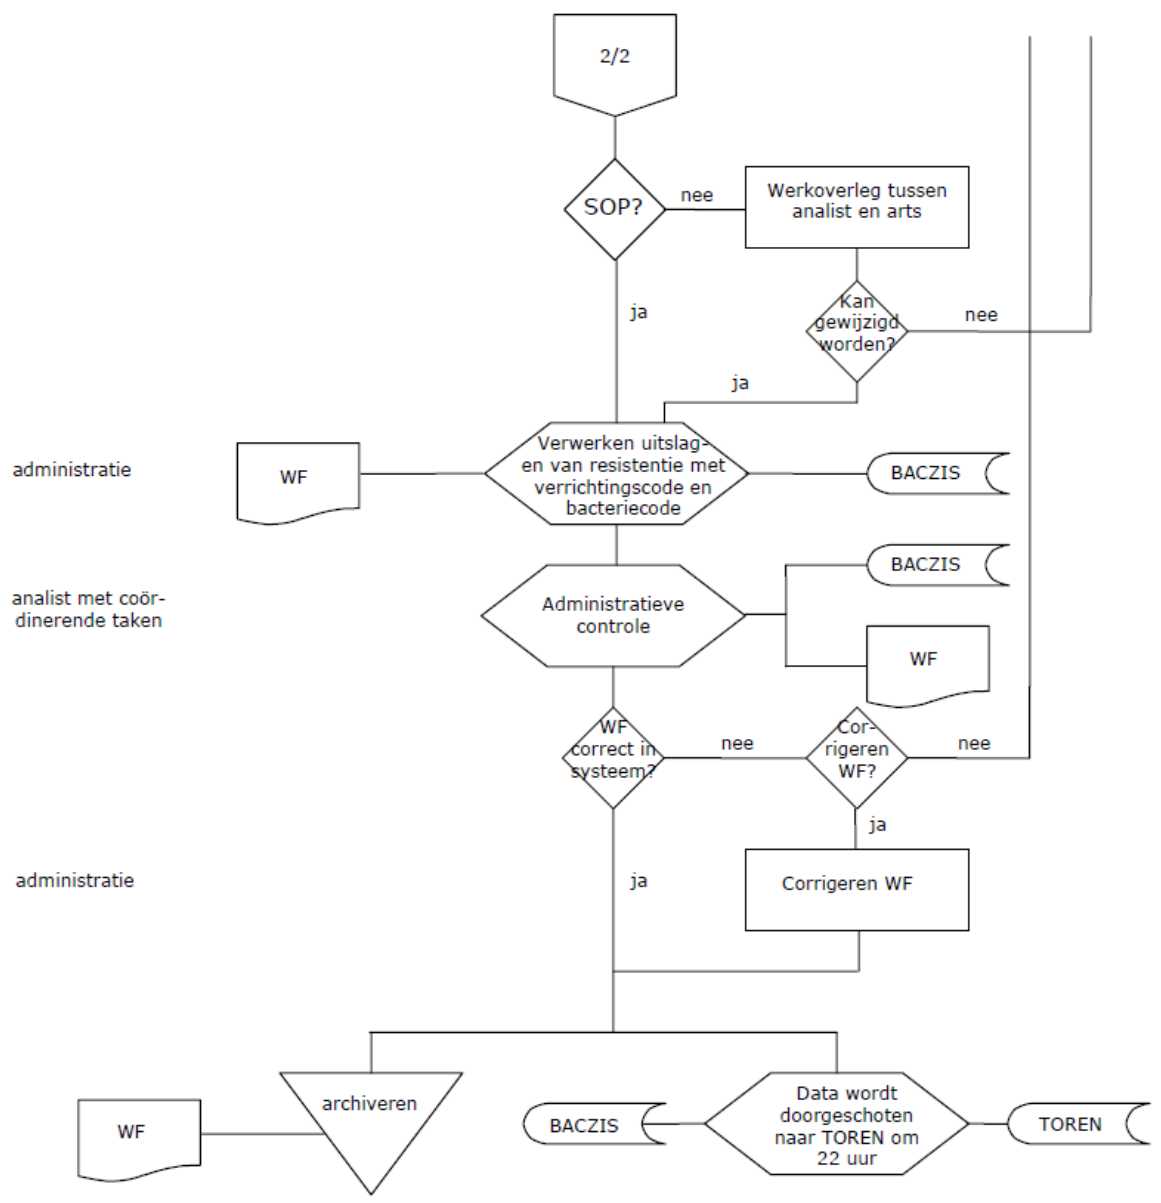 2/2
SOP?
nee
Werkoverleg tussen
analist en arts
ja
Kan
gewijzigd
worden?
nee
ja
administratie
WF
Verwerken uitslag-
en van resistentie met
verrichtingscode en
bacteriecode
BACZIS
analist met coör-
dinerende taken
Administratieve
controle
BACZIS
WF
WF
correct in
systeem?
nee
Cor-
rigeren
WF?
nee
ja
administratie
ja
Corrigeren WF
archiveren
WF
BACZIS
Data wordt
doorgeschoten
naar TOREN om
22 uur
TOREN